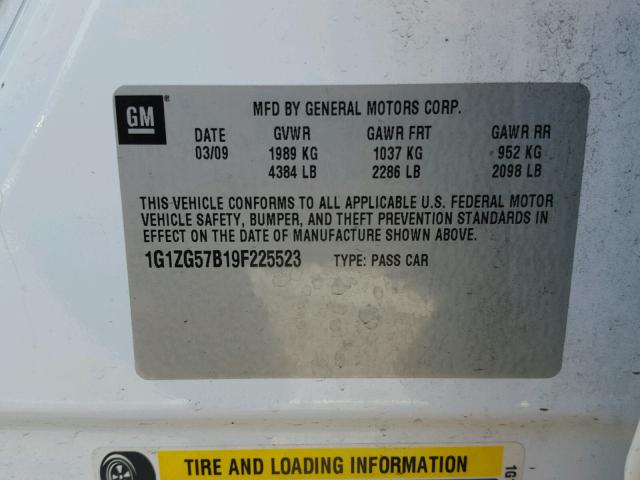 GM®
MFD BY GENERAL MOTORS CORP.
DATE GVWR GAWR FRT GAWR RR
03/09 1989 KG 1037 KG 952 KG
4384 LB 2286 LB 2098 LB
THIS VEHICLE CONFORMS TO ALL APPLICABLE U.S. FEDERAL MOTOR
VEHICLE SAFETY, BUMPER, AND THEFT PREVENTION STANDARDS IN
EFFECT ON THE DATE OF MANUFACTURE SHOWN ABOVE.
1G1ZG57B19F225523 TYPE: PASS CAR
TIRE AND LOADING INFORMATION
1G